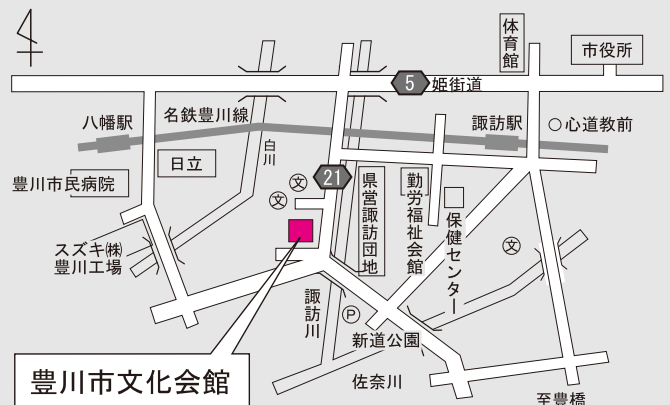 体育館
市役所
5
姫街道
八幡駅
名鉄豊川線
諏訪駅
心道教前
白川
日立
豊川市民病院
文
21
文
県営諏訪団地
勤労福祉会館
保健センター
文
スズキ㈱
豊川工場
諏訪川
P
新道公園
豊川市文化会館
佐奈川
至豊橋